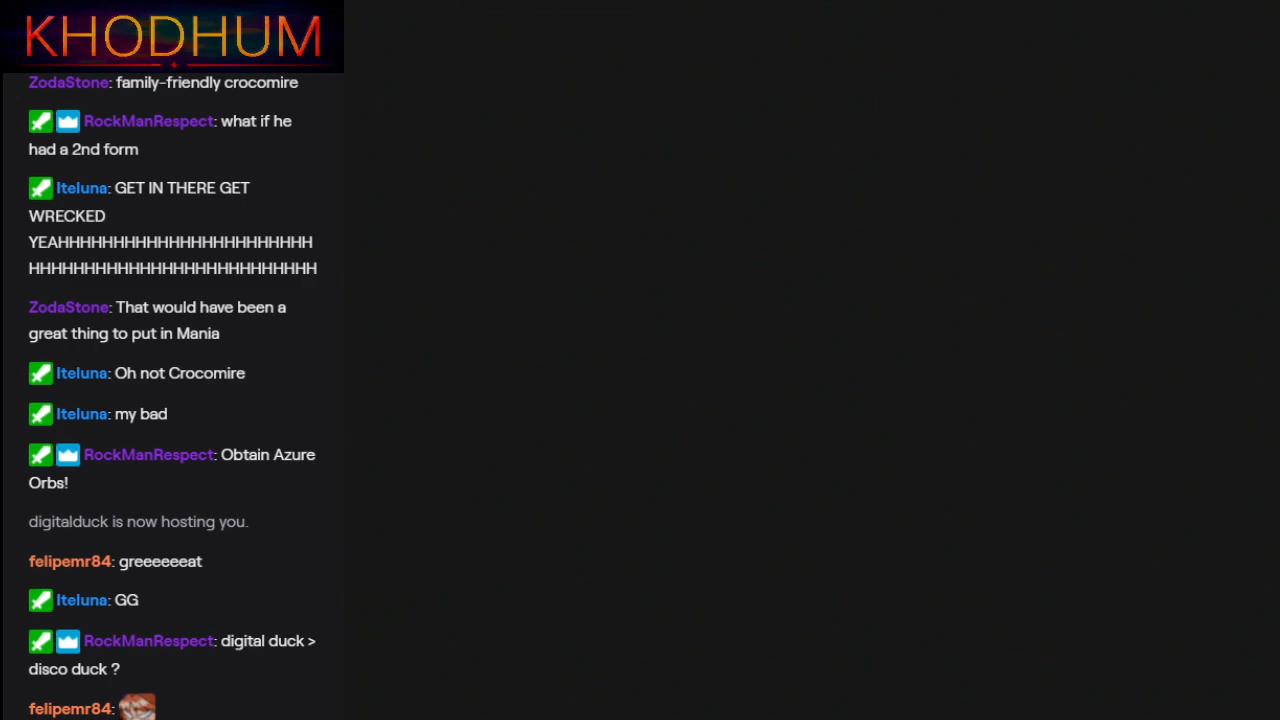 KHODHUM
ZodaStone: family-friendly crocomire
RockManRespect: what if he
had a 2nd form
Iteluna: GET IN THERE GET
WRECKED
YEAHHHHHHHHHHHHHHHHHHHHHHH
HHHHHHHHHHHHHHHHHHHHHHHHHH
ZodaStone: That would have been a
great thing to put in Mania
Iteluna: Oh not Crocomire
Iteluna: my bad
RockManRespect: Obtain Azure
Orbs!
digitalduck is now hosting you.
felipemr84: greeeeeeat
Iteluna: GG
RockManRespect: digital duck >
disco duck ?
felipemr84: